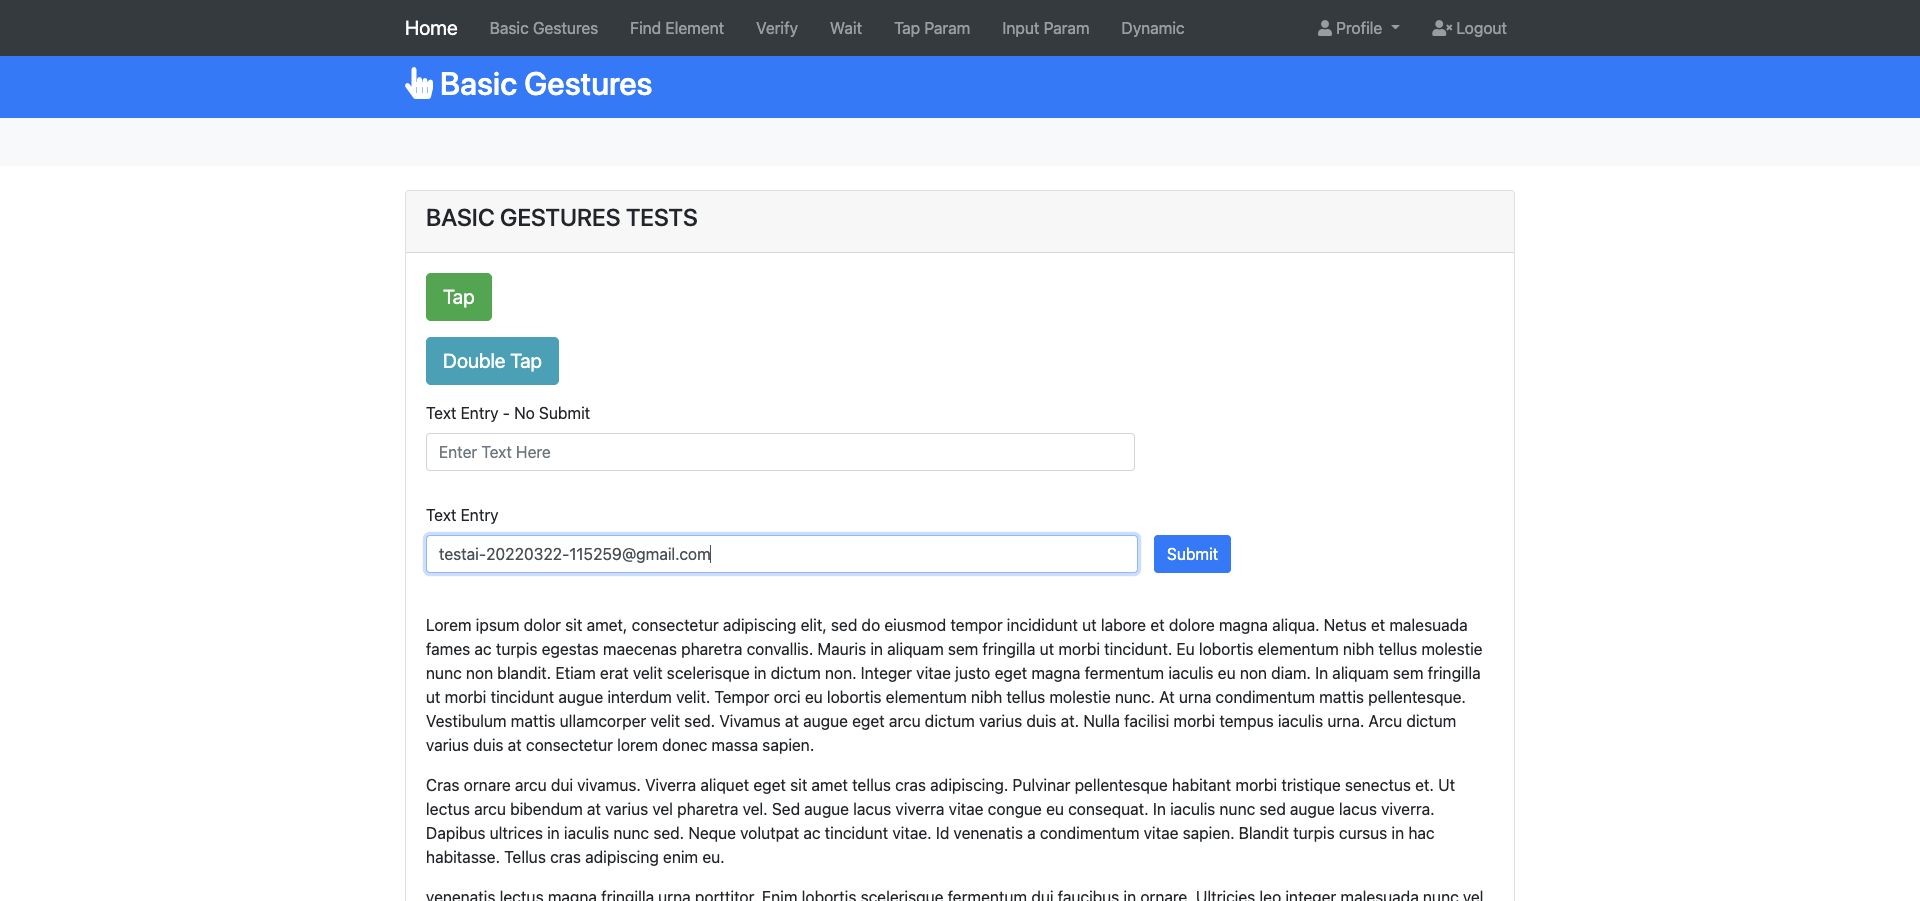 Home Basic Gestures Find Element Verify Wait Tap Param Input Param Dynamic Profile Logout
Basic Gestures
BASIC GESTURES TESTS
Tap
Double Tap
Text Entry - No Submit
Enter Text Here
Text Entry
testai-20220322-115259@gmail.com
Submit
Lorem ipsum dolor sit amet, consectetur adipiscing elit, sed do eiusmod tempor incididunt ut labore et dolore magna aliqua. Netus et malesuada
fames ac turpis egestas maecenas pharetra convallis. Mauris in aliquam sem fringilla ut morbi tincidunt. Eu lobortis elementum nibh tellus molestie
nunc non blandit. Etiam erat velit scelerisque in dictum non. Integer vitae justo eget magna fermentum iaculis eu non diam. In aliquam sem fringilla
ut morbi tincidunt augue interdum velit. Tempor orci eu lobortis elementum nibh tellus molestie nunc. At urna condimentum mattis pellentesque.
Vestibulum mattis ullamcorper velit sed. Vivamus at augue eget arcu dictum varius duis at. Nulla facilisi morbi tempus iaculis urna. Arcu dictum
varius duis at consectetur lorem donec massa sapien.
Cras ornare arcu dui vivamus. Viverra aliquet eget sit amet tellus cras adipiscing. Pulvinar pellentesque habitant morbi tristique senectus et. Ut
lectus arcu bibendum at varius vel pharetra vel. Sed augue lacus viverra vitae congue eu consequat. In iaculis nunc sed augue lacus viverra.
Dapibus ultrices in iaculis nunc sed. Neque volutpat ac tincidunt vitae. Id venenatis a condimentum vitae sapien. Blandit turpis cursus in hac
habitasse. Tellus cras adipiscing enim eu.
venenatis lectus magna fringilla urna porttitor. Enim lobortis scelerisque fermentum dui faucibus in ornare. Ultricies leo integer malesuada nunc vel